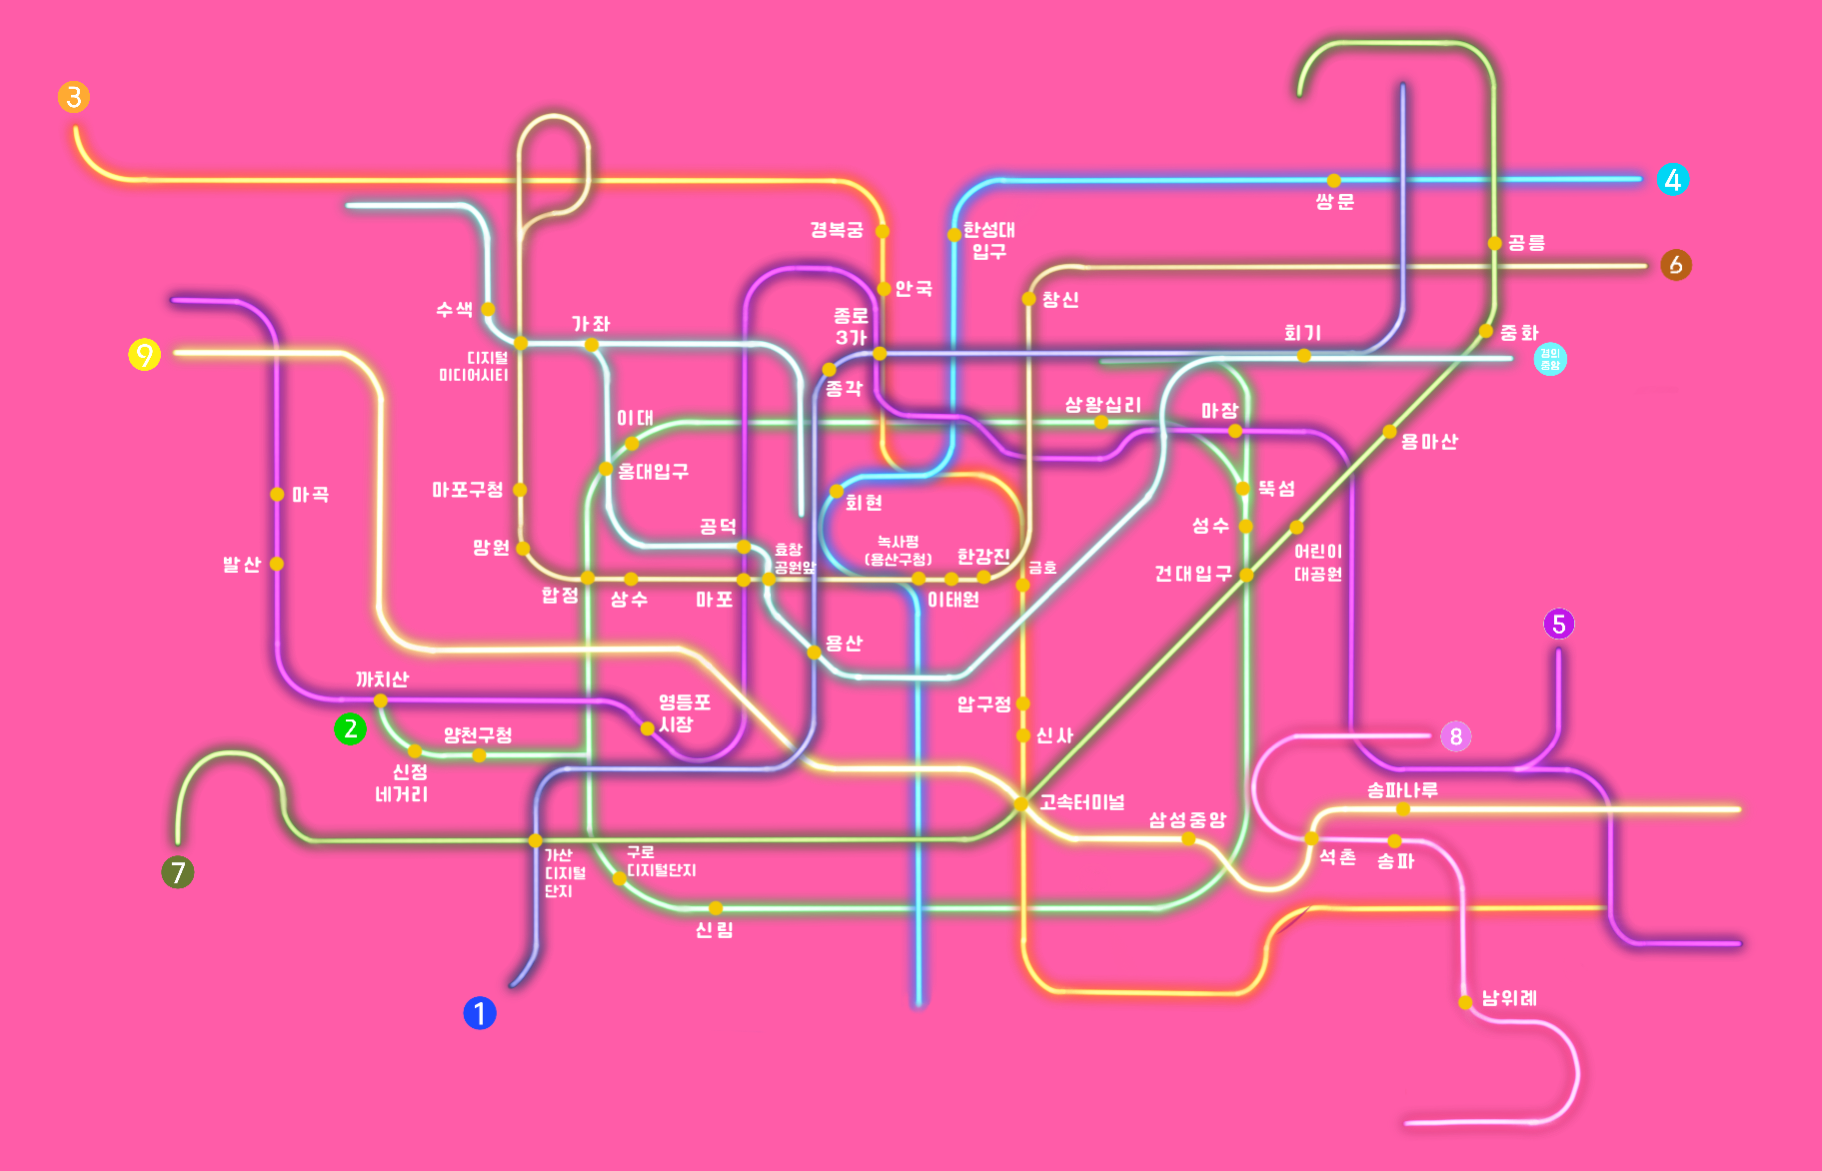 3
4
쌍문
경복궁
한성대
입구
공릉
6
안국
창신
수색
종로
3가
가좌
회기
중화
9
디지털
미디어시티
경의
중앙
종각
이대
상왕십리
마장
용마산
홍대입구
마포구청
마곡
회현
뚝섬
공덕
성수
망원
녹사평
(용산구청)
한강진
효창
공원앞
어린이
대공원
발산
금호
건대입구
합정
상수
마포
이태원
5
용산
까치산
영등포
시장
압구정
2
양천구청
신사
8
신정
네거리
송파나루
고속터미널
삼성중앙
7
가산
디지털
단지
구로
디지털단지
석촌
송파
신림
남위례
1